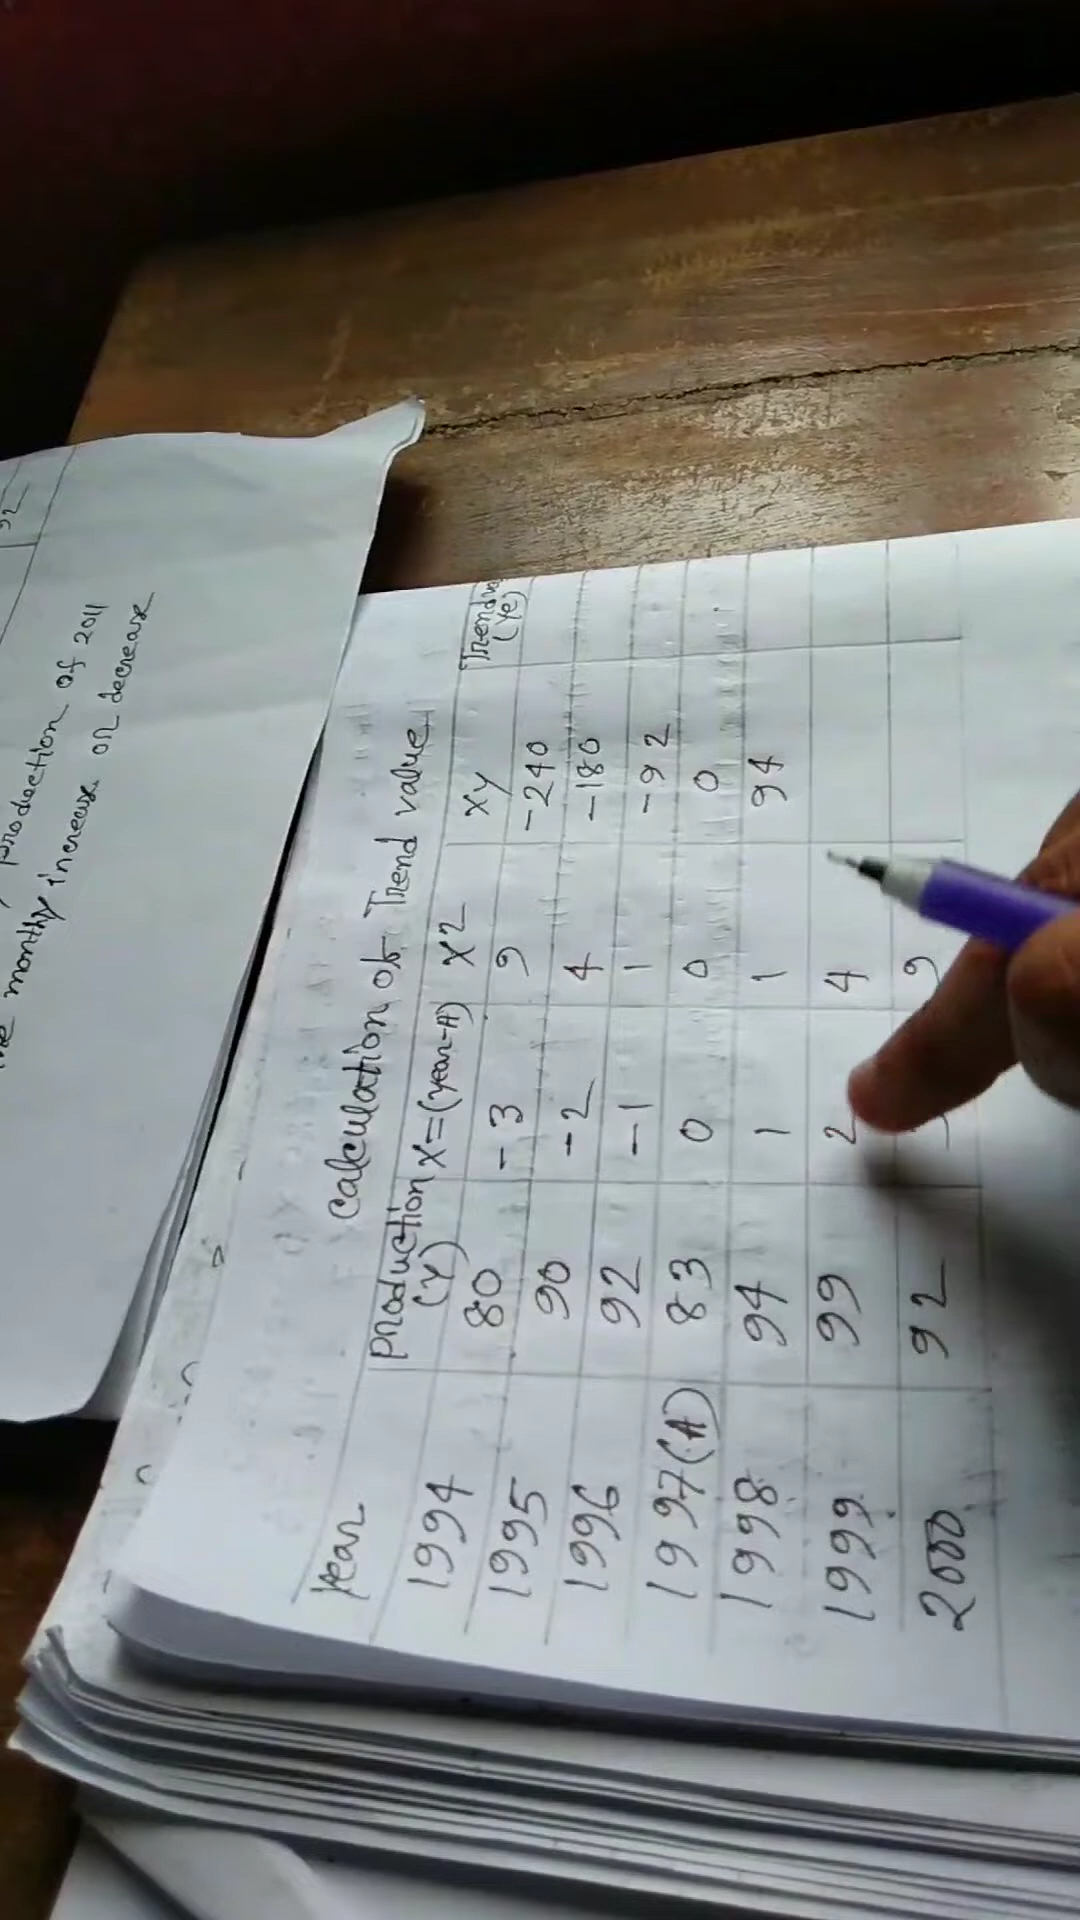 92
production of 2011
monthly increase or decrease
calculation of Trend value
Year Production (Y) X=(year-A) X2 XY Trend va (Ye)
1994 80 -3 9 -240
1995 90 -2 4 -180
1996 92 -1 1 -92
1997(A) 83 0 0 0
1998 94 1 1 94
1999 99 2 4
2000 92 9